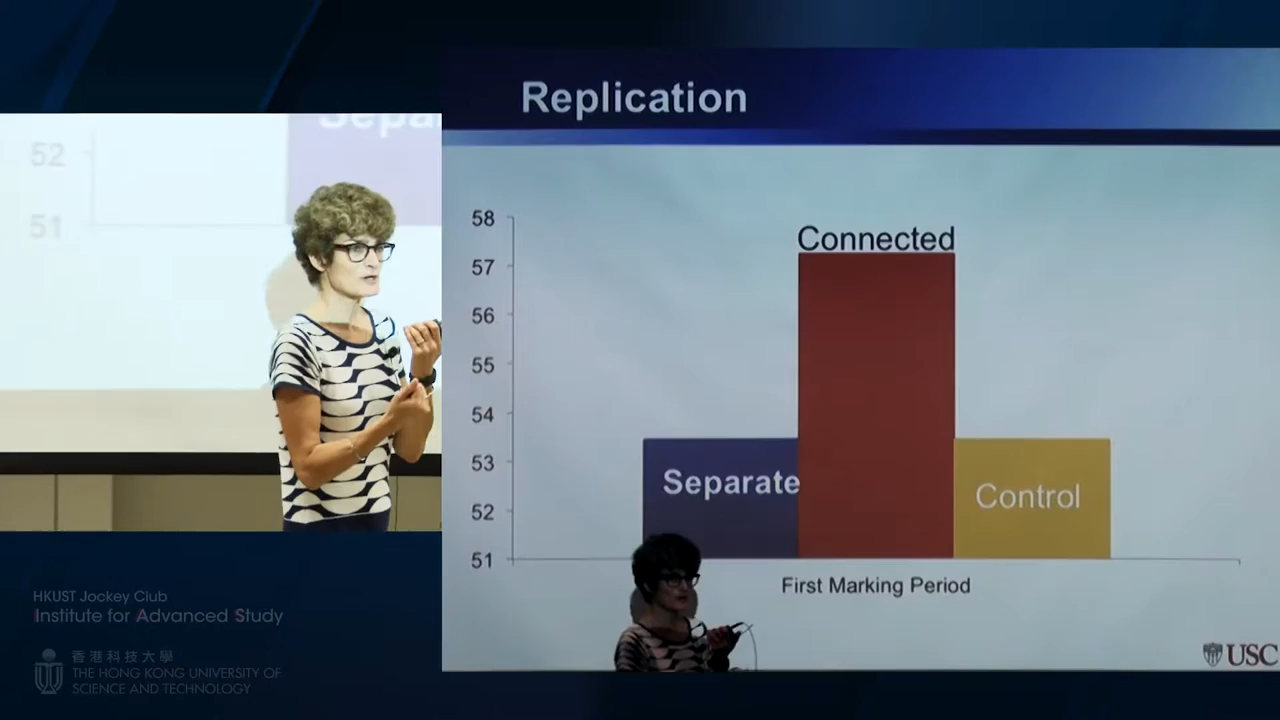 Replication
Sepa
52
51
58
57
56
55
54
53
52
51
Connected
Separate
Control
First Marking Period
USC
HKUST Jockey Club
Institute for Advanced Study
香港科技大學
THE HONG KONG UNIVERSITY OF
SCIENCE AND TECHNOLOGY